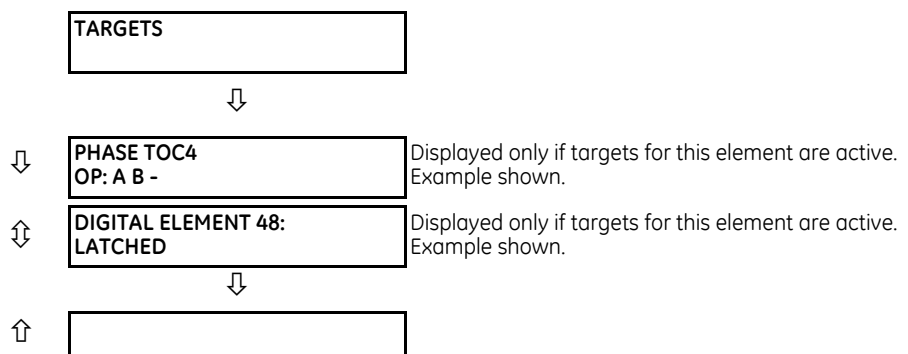 TARGETS
PHASE TOC4
OP: A B -
Displayed only if targets for this element are active.
Example shown.
DIGITAL ELEMENT 48:
LATCHED
Displayed only if targets for this element are active.
Example shown.